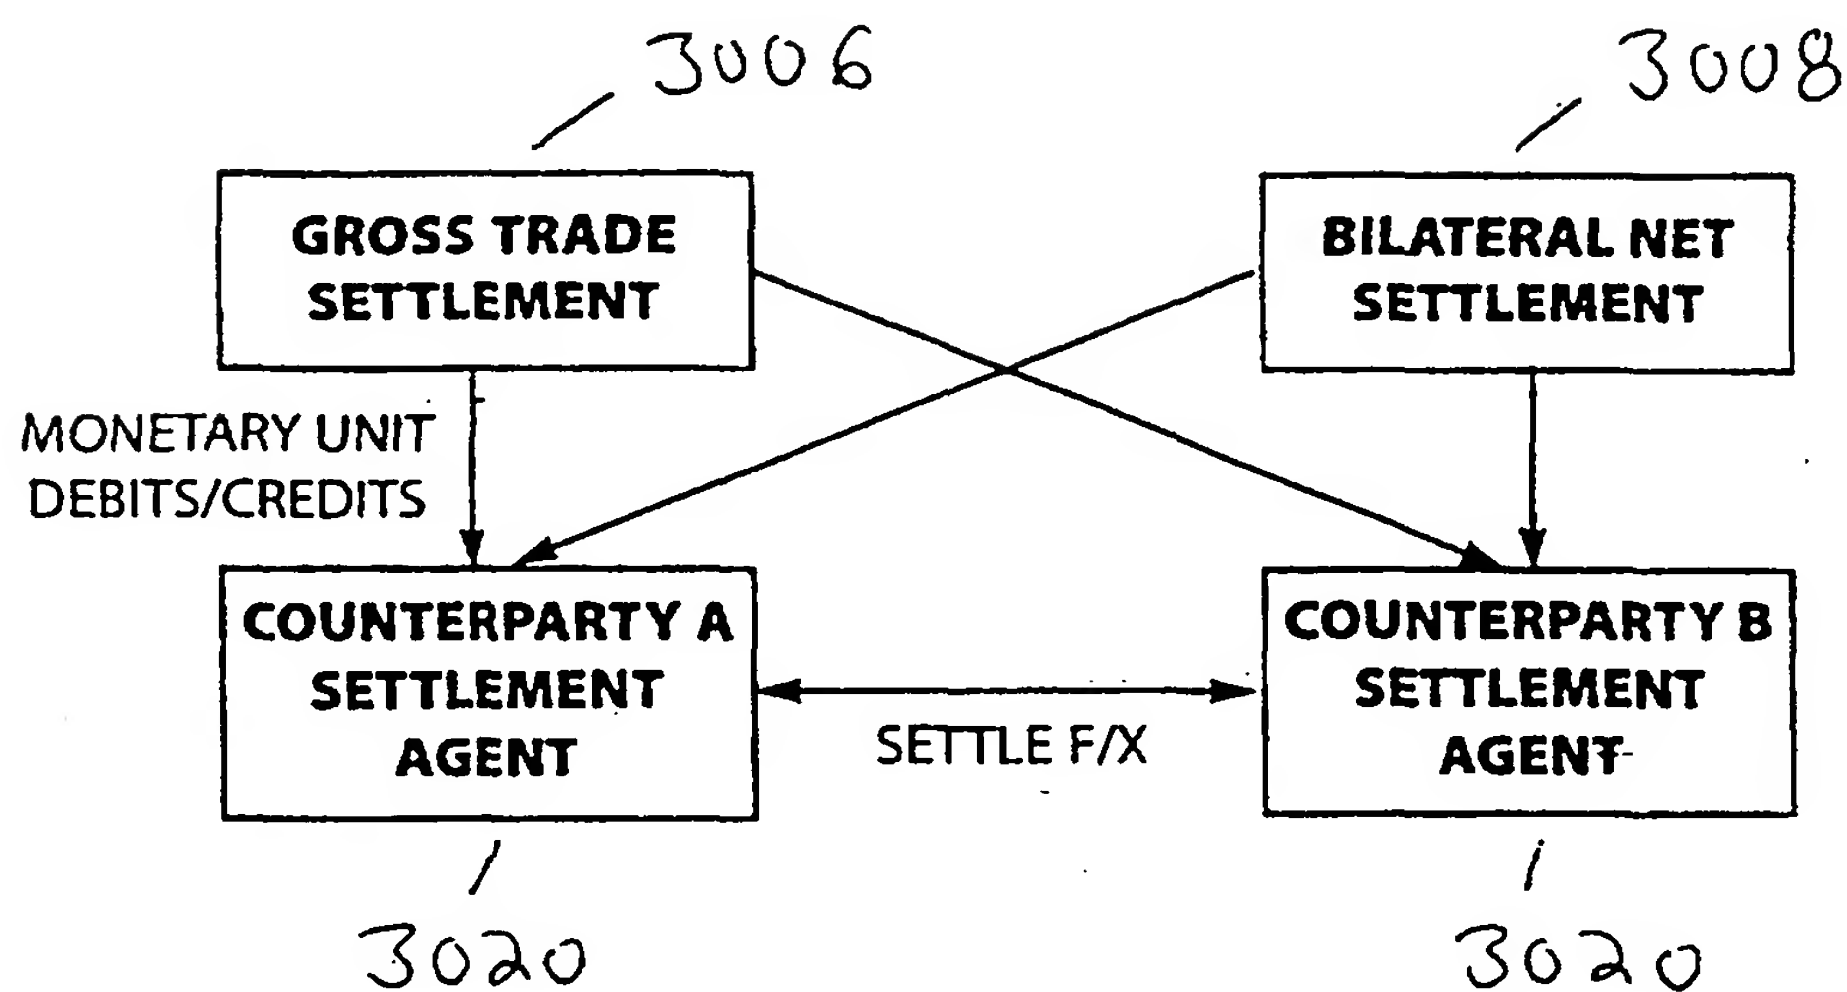 3006
3008
GROSS TRADE
SETTLEMENT
BILATERAL NET
SETTLEMENT
MONETARY UNIT
DEBITS/CREDITS
COUNTERPARTY A
SETTLEMENT
AGENT
SETTLE F/X
COUNTERPARTY B
SETTLEMENT
AGENT
3020
3020